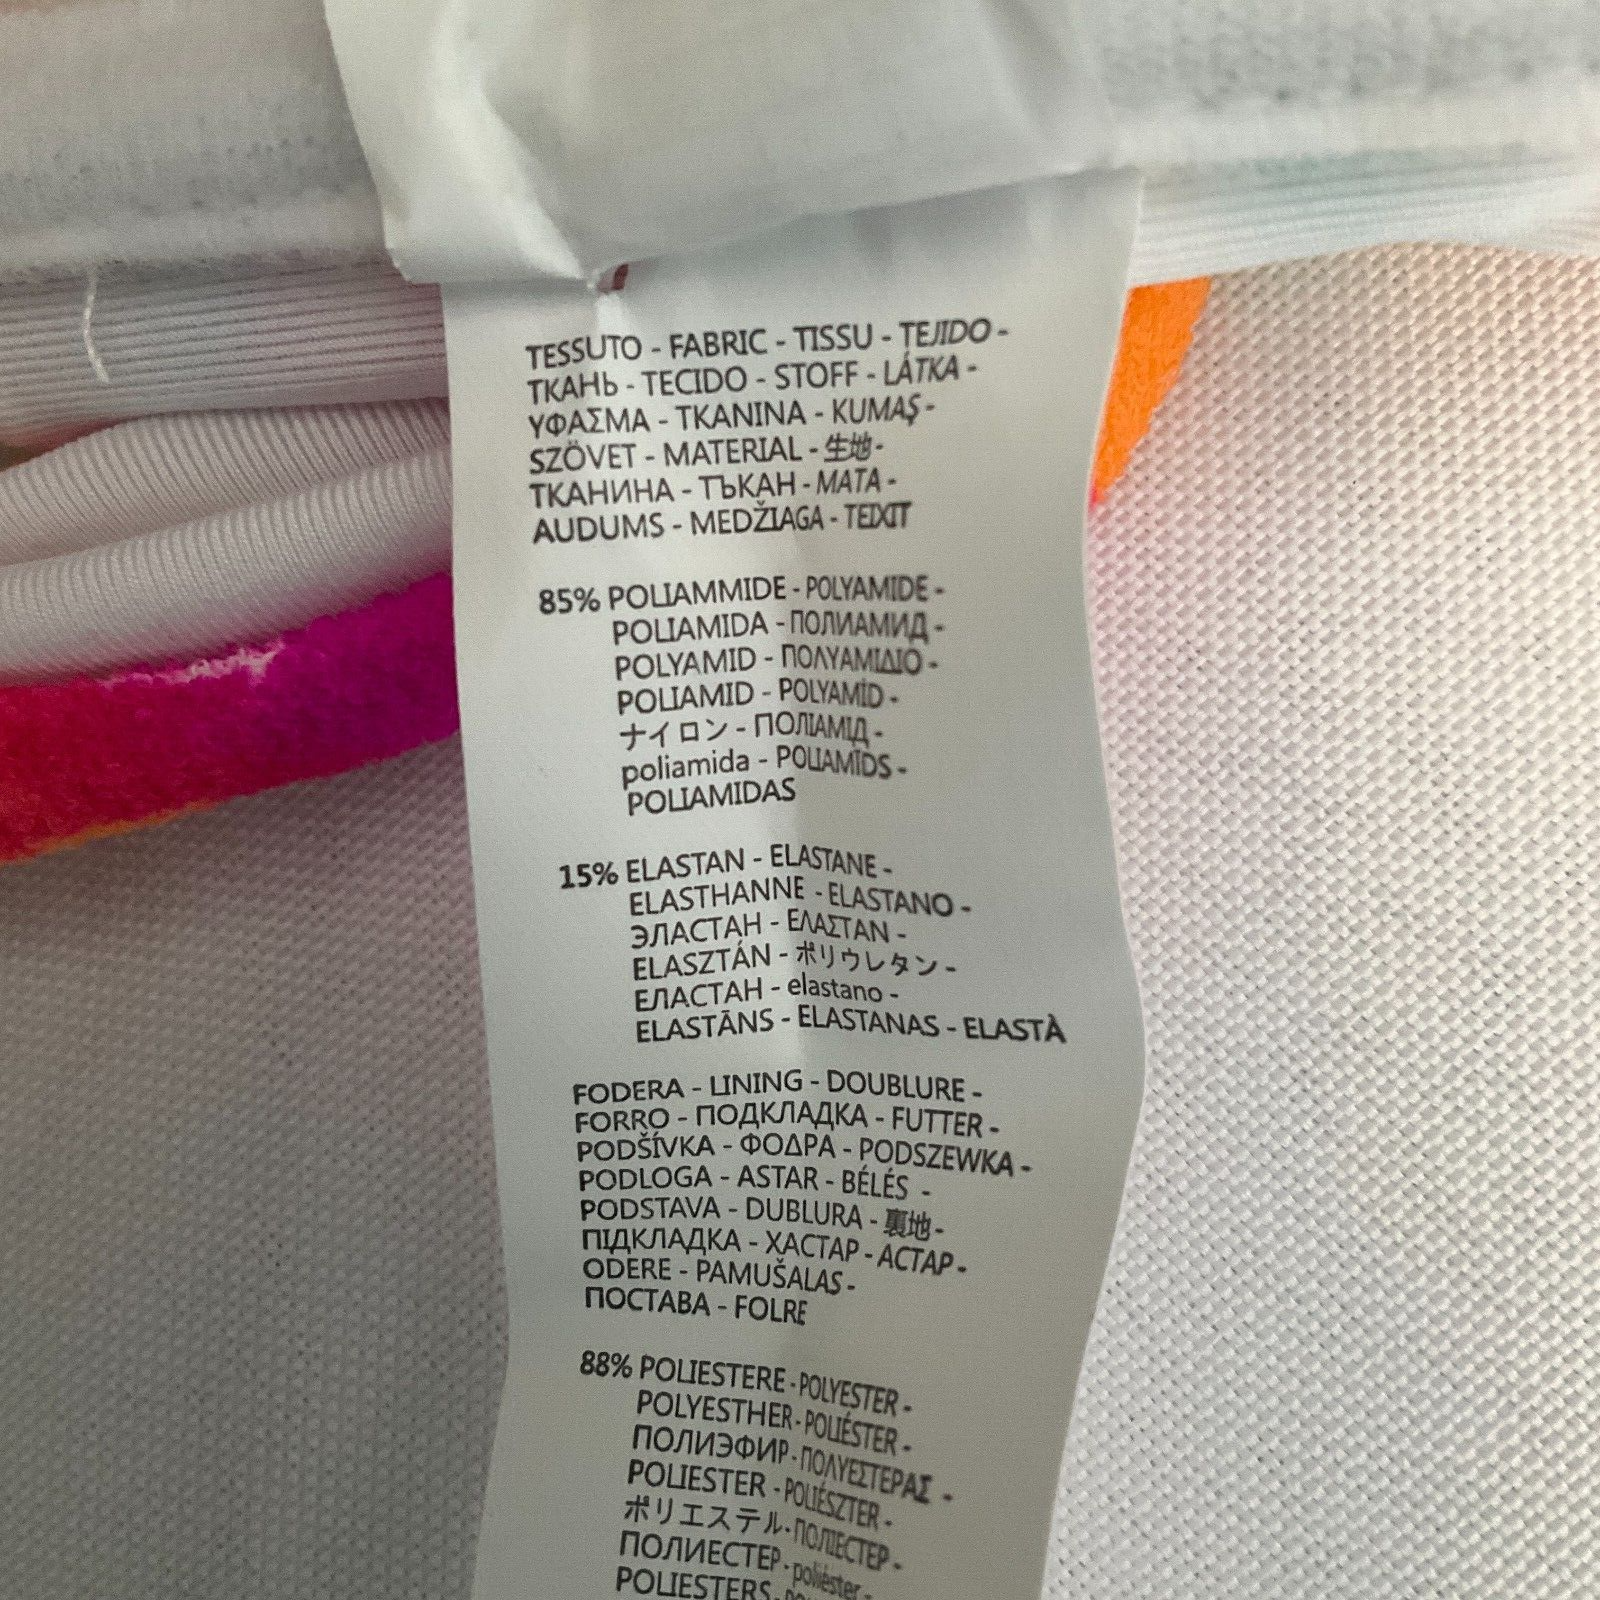 TESSUTO - FABRIC - TISSU - TEJIDO -
ТКАНЬ - TECIDO - STOFF - LÁTKA -
ΥΦΑΣΜΑ - TKANINA - KUMAŞ -
SZÖVET - MATERIAL - 生地 -
ТКАНИНА - ТЪКАН - МАТА -
AUDUMS - MEDŽIAGA - TEIXIT
85% POLIAMMIDE - POLYAMIDE -
POLIAMIDA - ПОЛИАМИД -
POLYAMID - ΠΟΛΥΑΜΙΔΙΟ -
POLIAMID - POLYAMİD -
ナイロン - ПОЛІАМІД -
poliamida - POLIAMĪDS -
POLIAMIDAS
15% ELASTAN - ELASTANE -
ELASTHANNE - ELASTANO -
ЭЛАСТАН - ΕΛΑΣΤΑΝ -
ELASZTÁN - ポリウレタン -
ЕЛАСТАН - elastano -
ELASTĀNS - ELASTANAS - ELASTÀ
FODERA - LINING - DOUBLURE -
FORRO - ПОДКЛАДКА - FUTTER -
PODŠÍVKA - ΦΟΔΡΑ - PODSZEWKA -
PODLOGA - ASTAR - BÉLÉS -
PODSTAVA - DUBLURA - 裏地 -
ПІДКЛАДКА - ХАСТАР - АСТАР -
ODERE - PAMUŠALAS -
ПОСТАВА - FOLRE
88% POLIESTERE - POLYESTER -
POLYESTHER - POLIÉSTER -
ПОЛИЭФИР - ΠΟΛΥΕΣΤΕΡΑΣ -
POLIESTER - POLIÉSZTER -
ポリエステル - ПОЛІЕСТЕР -
ПОЛИЕСТЕР - polièster -
POLIESTERS -